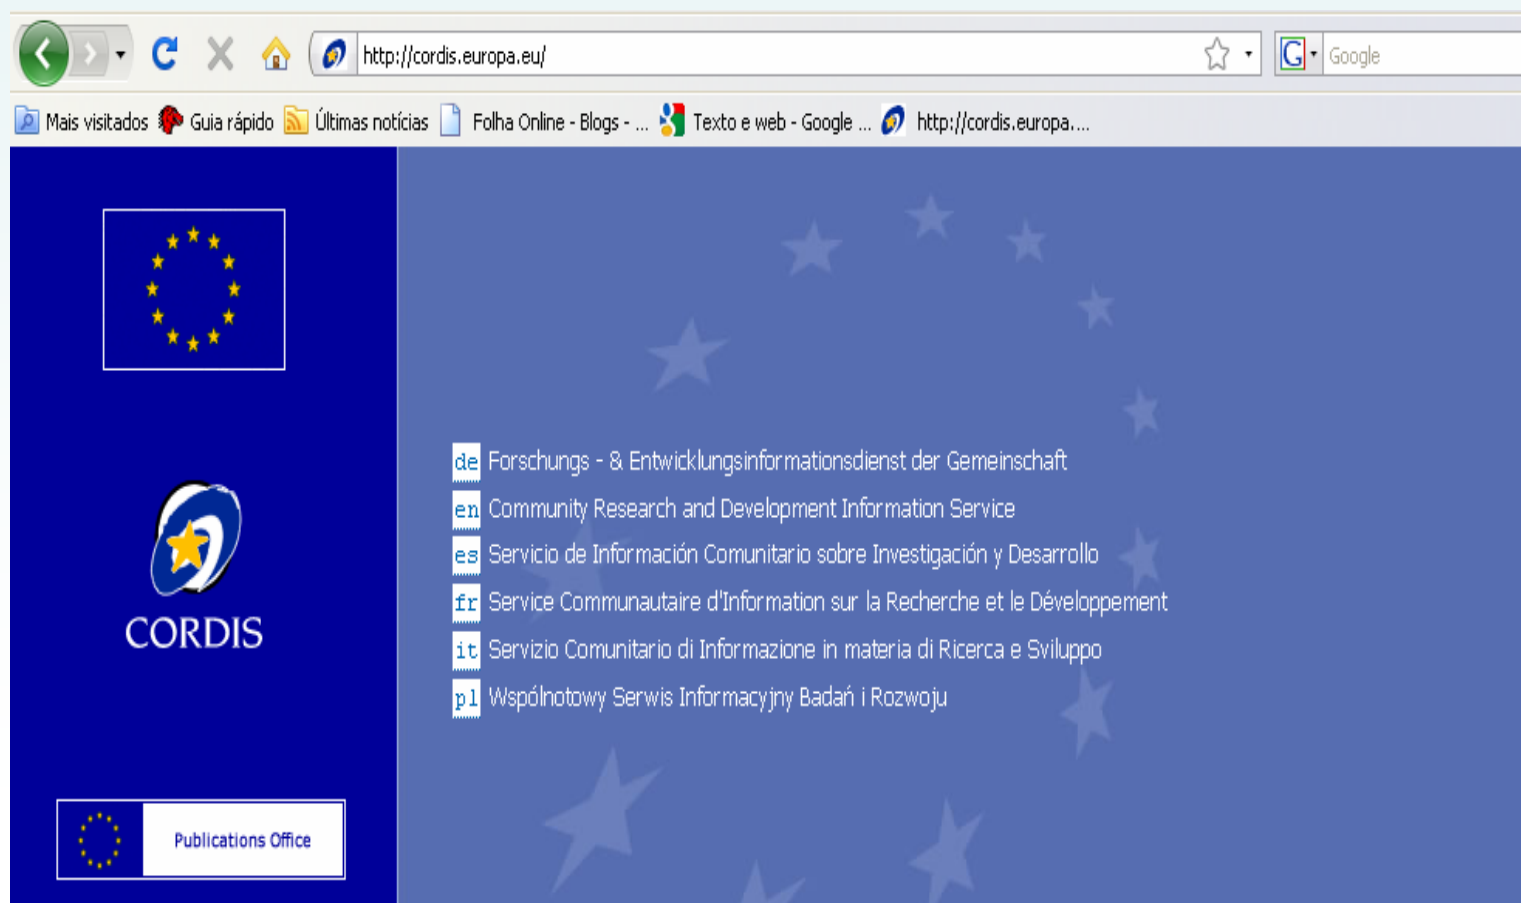 http://cordis.europa.eu/
Google
Mais visitados Guia rápido Últimas notícias Folha Online - Blogs - ... Texto e web - Google ... http://cordis.europa....
de Forschungs - & Entwicklungsinformationsdienst der Gemeinschaft
en Community Research and Development Information Service
es Servicio de Información Comunitario sobre Investigación y Desarrollo
fr Service Communautaire d'Information sur la Recherche et le Développement
it Servizio Comunitario di Informazione in materia di Ricerca e Sviluppo
pl Wspólnotowy Serwis Informacyjny Badań i Rozwoju
CORDIS
Publications Office